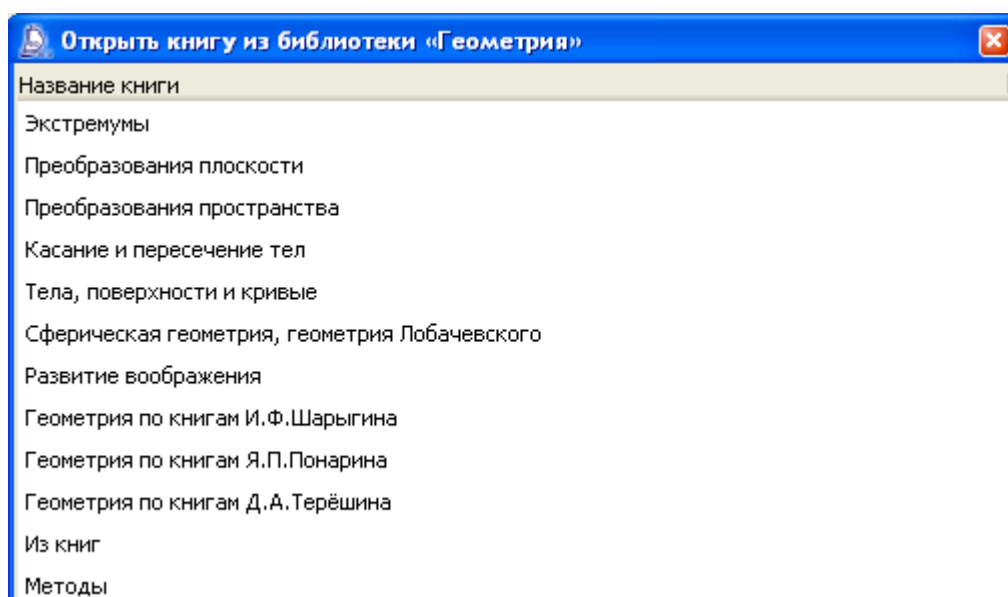 Открыть книгу из библиотеки «Геометрия»
Название книги
Экстремумы
Преобразования плоскости
Преобразования пространства
Касание и пересечение тел
Тела, поверхности и кривые
Сферическая геометрия, геометрия Лобачевского
Развитие воображения
Геометрия по книгам И.Ф.Шарыгина
Геометрия по книгам Я.П.Понарина
Геометрия по книгам Д.А.Терёшина
Из книг
Методы